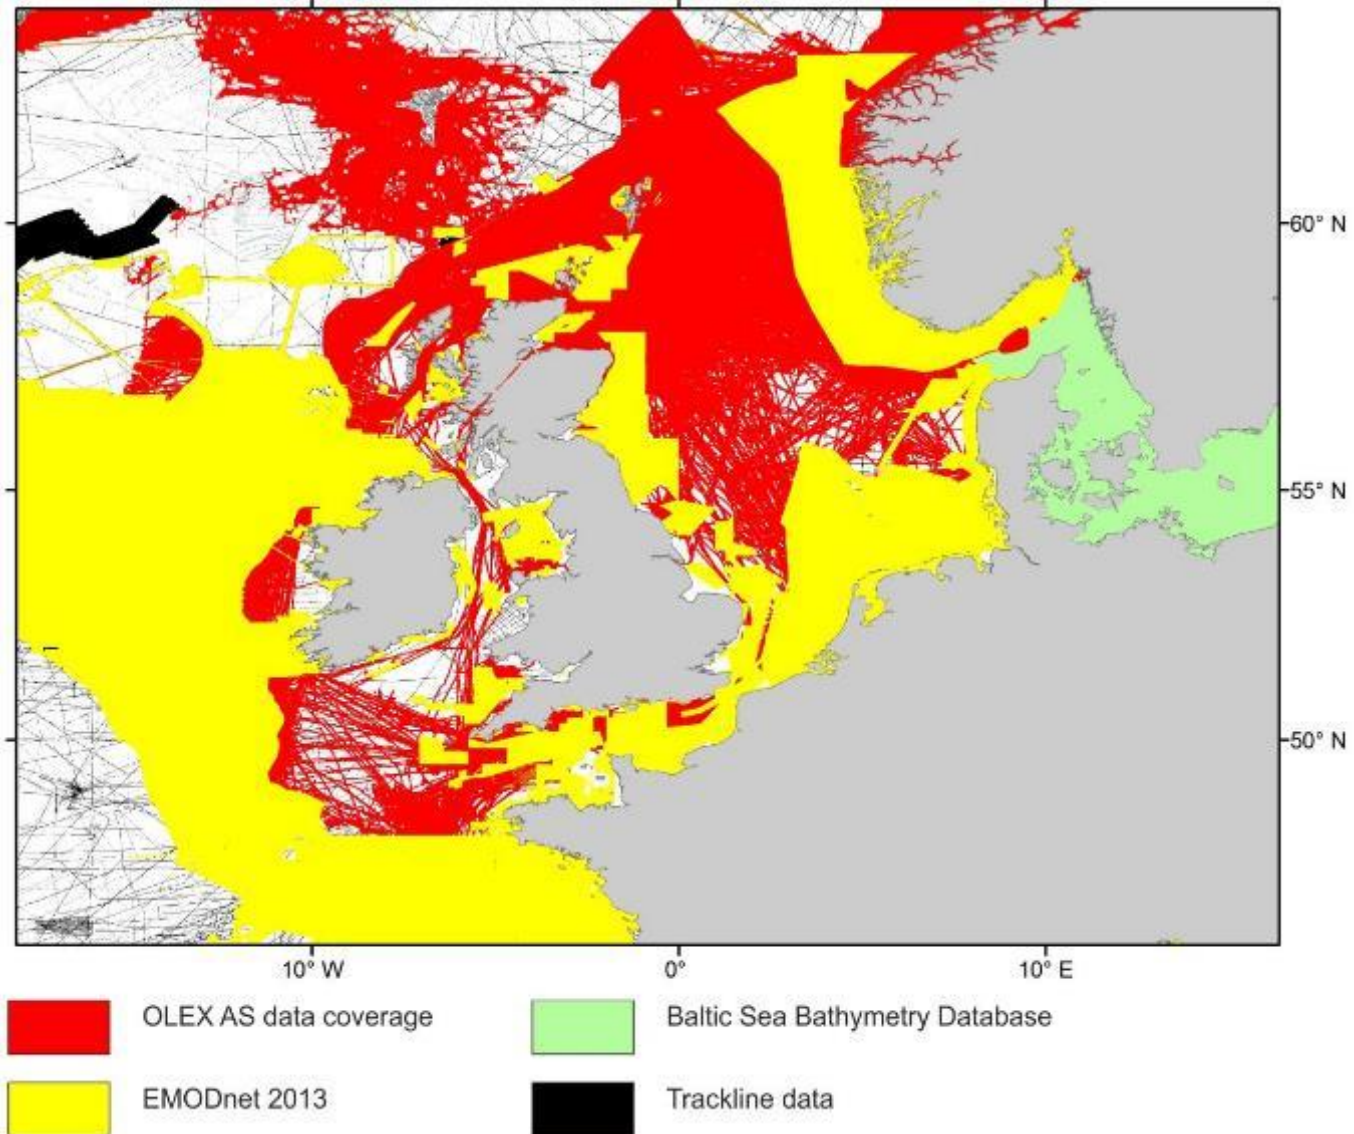 60° N
55° N
50° N
10° W
0°
10° E
OLEX AS data coverage
Baltic Sea Bathymetry Database
EMODnet 2013
Trackline data